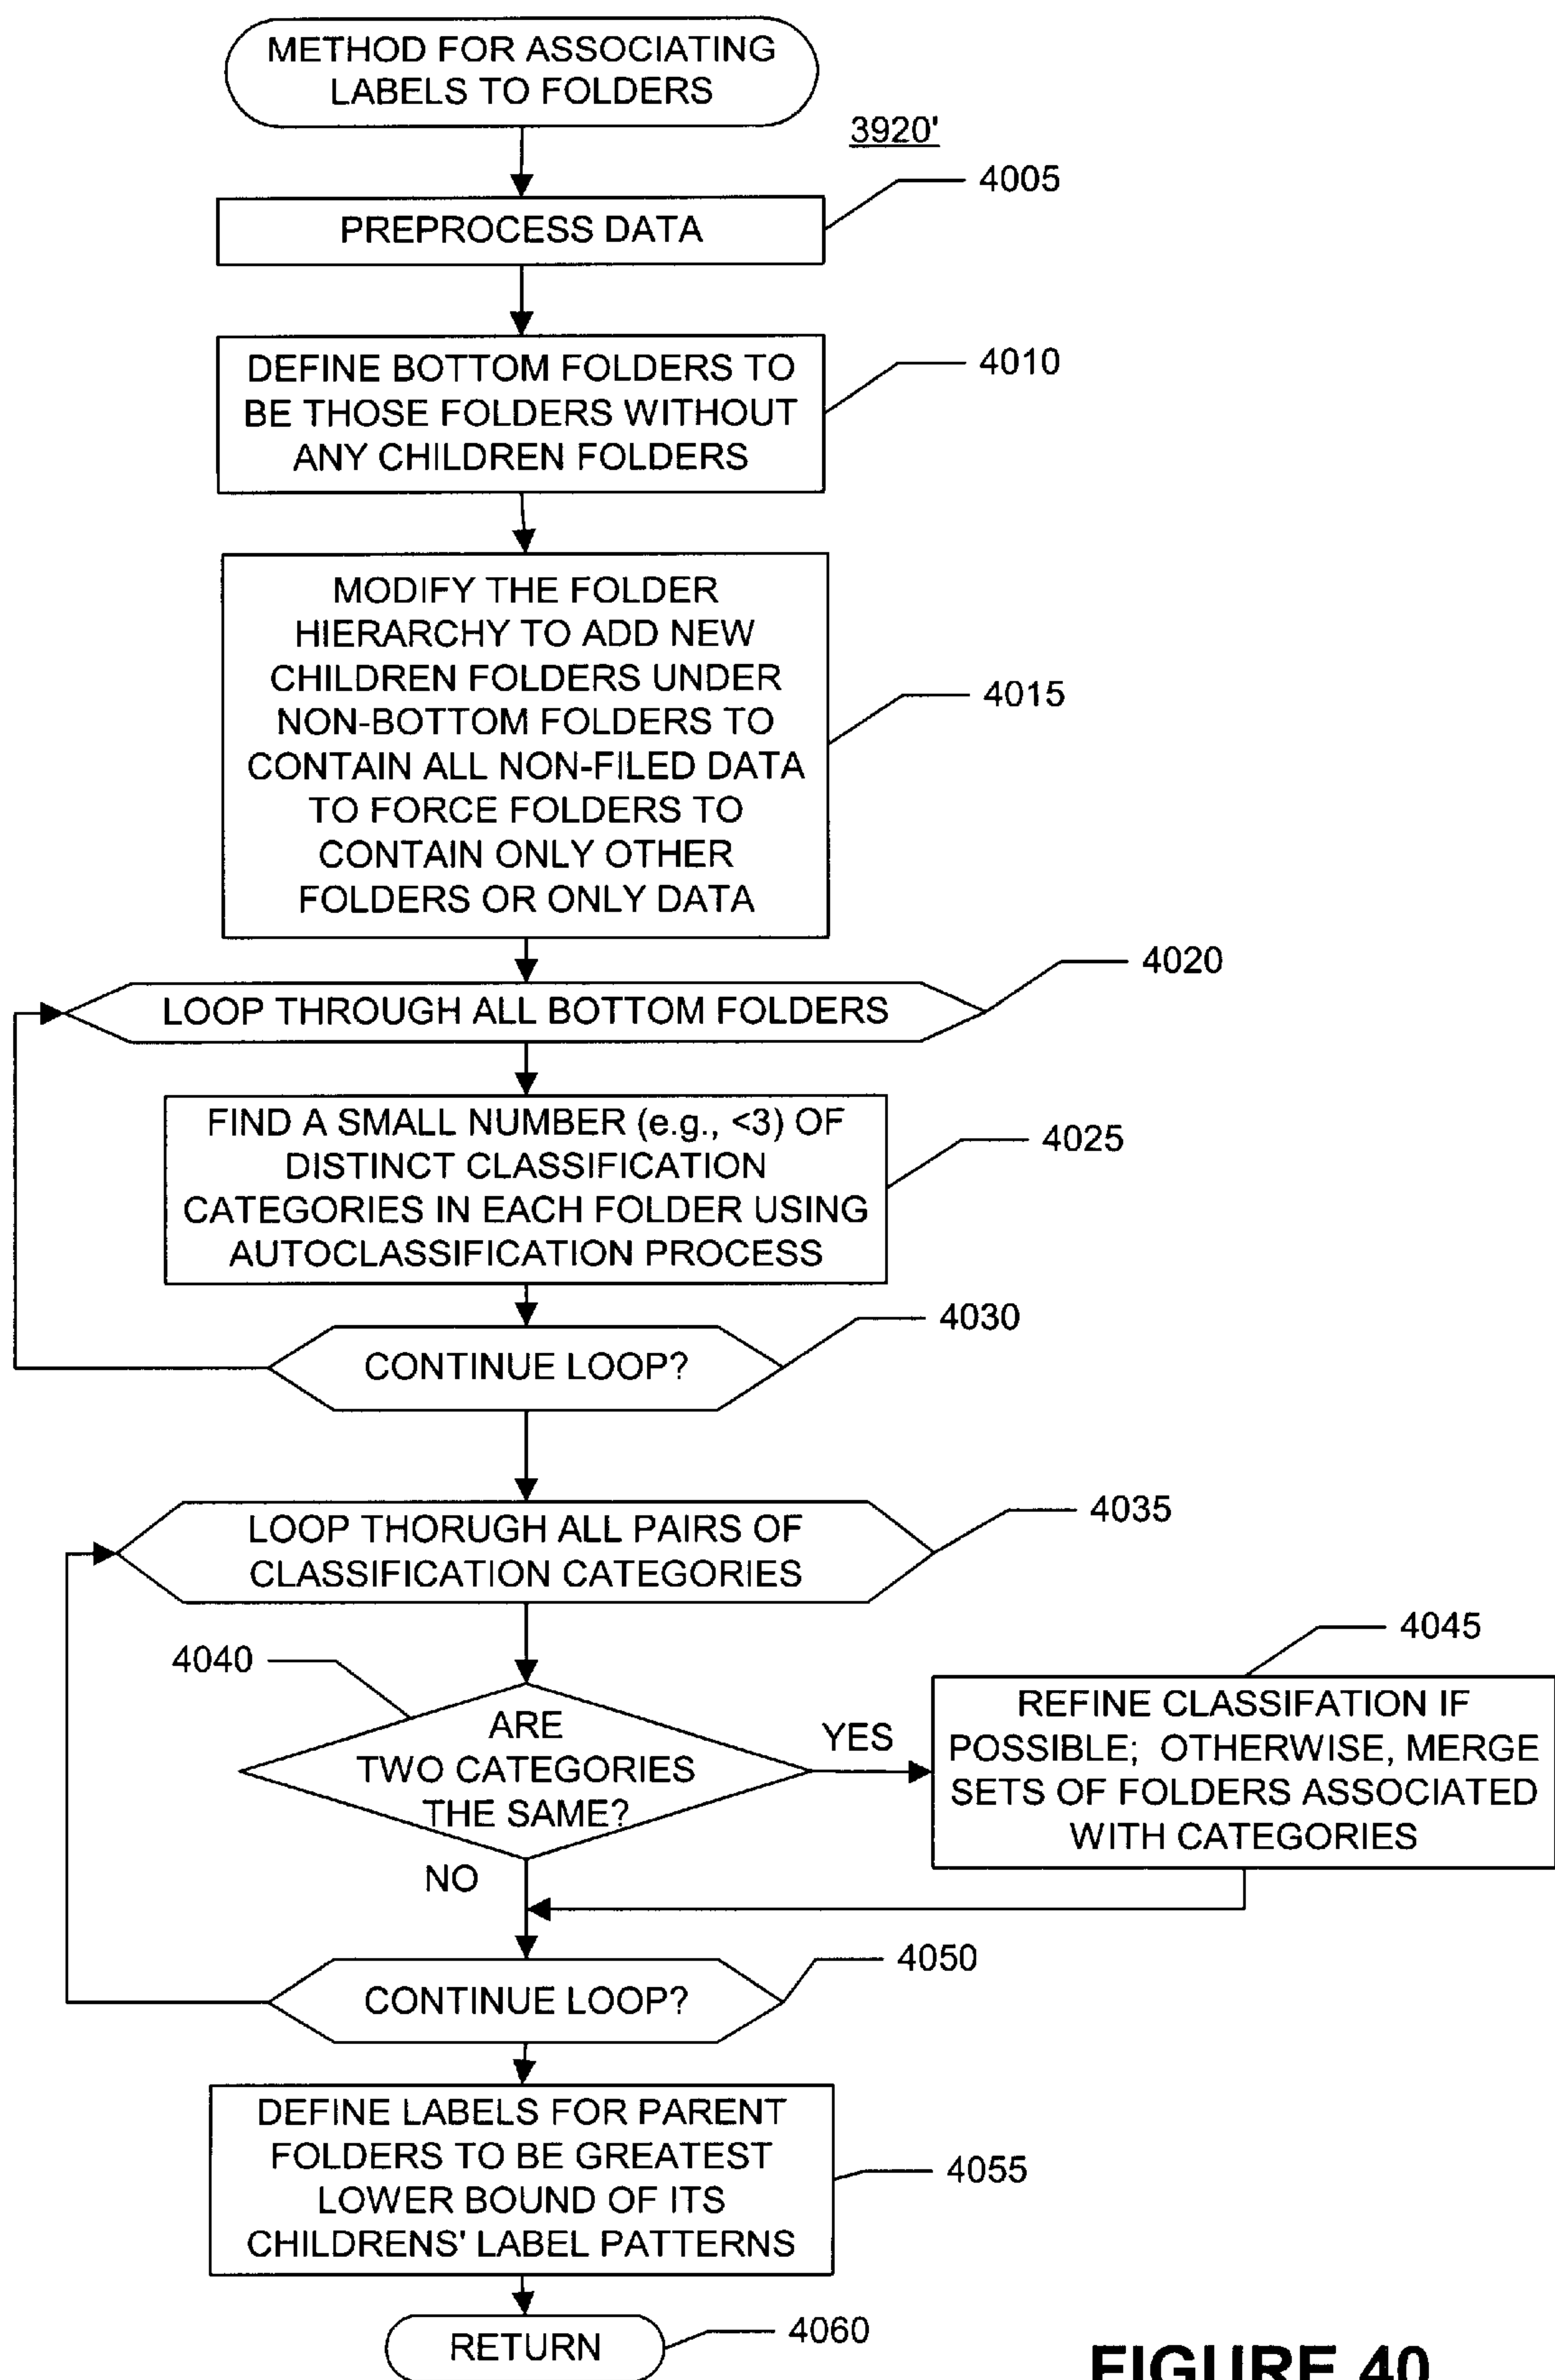 METHOD FOR ASSOCIATING
LABELS TO FOLDERS
3920'
4005
PREPROCESS DATA
4010
DEFINE BOTTOM FOLDERS TO
BE THOSE FOLDERS WITHOUT
ANY CHILDREN FOLDERS
MODIFY THE FOLDER
HIERARCHY TO ADD NEW
CHILDREN FOLDERS UNDER
NON-BOTTOM FOLDERS TO
CONTAIN ALL NON-FILED DATA
TO FORCE FOLDERS TO
CONTAIN ONLY OTHER
FOLDERS OR ONLY DATA
4015
4020
LOOP THROUGH ALL BOTTOM FOLDERS
FIND A SMALL NUMBER (e.g., <3) OF
DISTINCT CLASSIFICATION
CATEGORIES IN EACH FOLDER USING
AUTOCLASSIFICATION PROCESS
4025
4030
CONTINUE LOOP?
4035
LOOP THORUGH ALL PAIRS OF
CLASSIFICATION CATEGORIES
4040
ARE
TWO CATEGORIES
THE SAME?
YES
NO
4045
REFINE CLASSIFATION IF
POSSIBLE; OTHERWISE, MERGE
SETS OF FOLDERS ASSOCIATED
WITH CATEGORIES
4050
CONTINUE LOOP?
DEFINE LABELS FOR PARENT
FOLDERS TO BE GREATEST
LOWER BOUND OF ITS
CHILDRENS' LABEL PATTERNS
4055
RETURN
4060
FIGURE 40